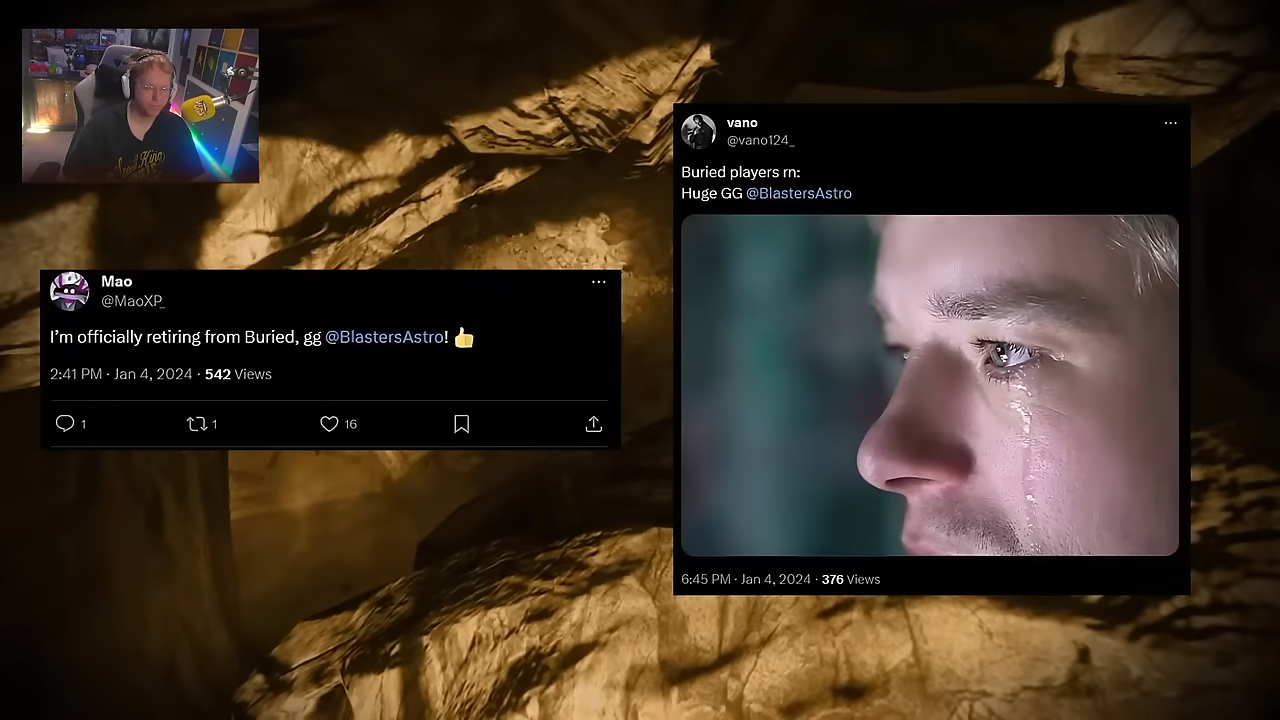 Mao
@MaoXP_
I'm officially retiring from Buried, gg @BlastersAstro! 👍
2:41 PM · Jan 4, 2024 · 542 Views
1 1 16
vano
@vano124_
Buried players rn:
Huge GG @BlastersAstro
6:45 PM · Jan 4, 2024 · 376 Views